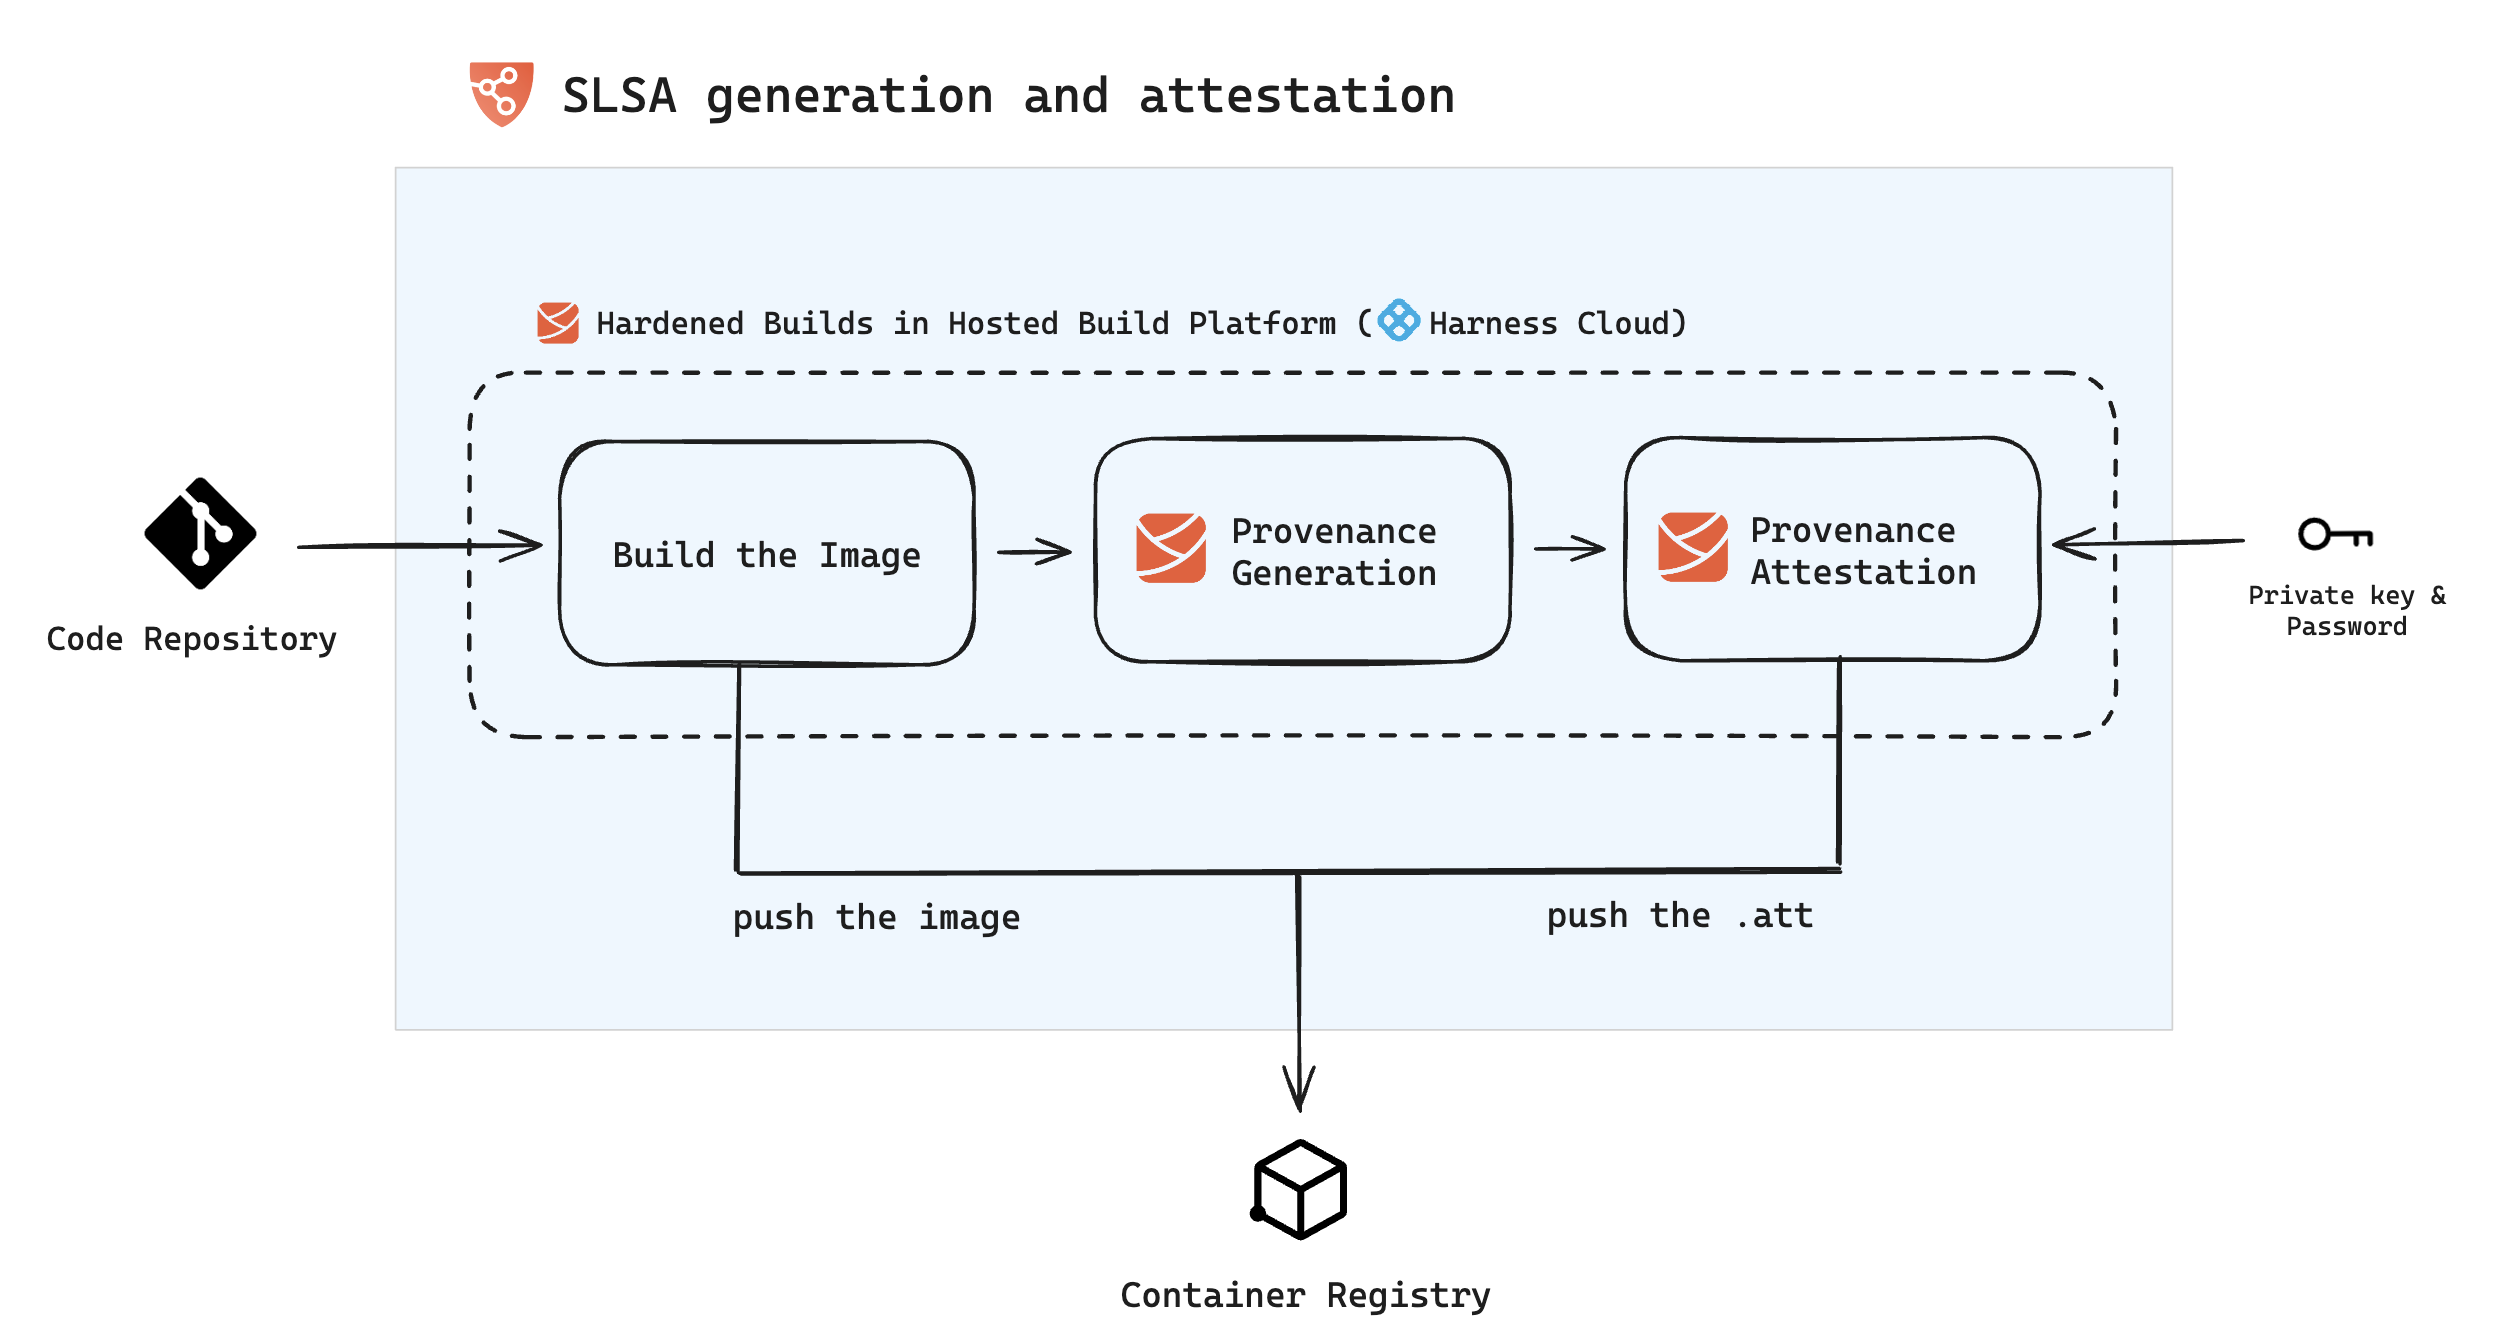 SLSA generation and attestation
Hardened Builds in Hosted Build Platform (Harness Cloud)
Build the Image
Provenance
Generation
Provenance
Attestation
Code Repository
Private key &
Password
push the image
push the .att
Container Registry